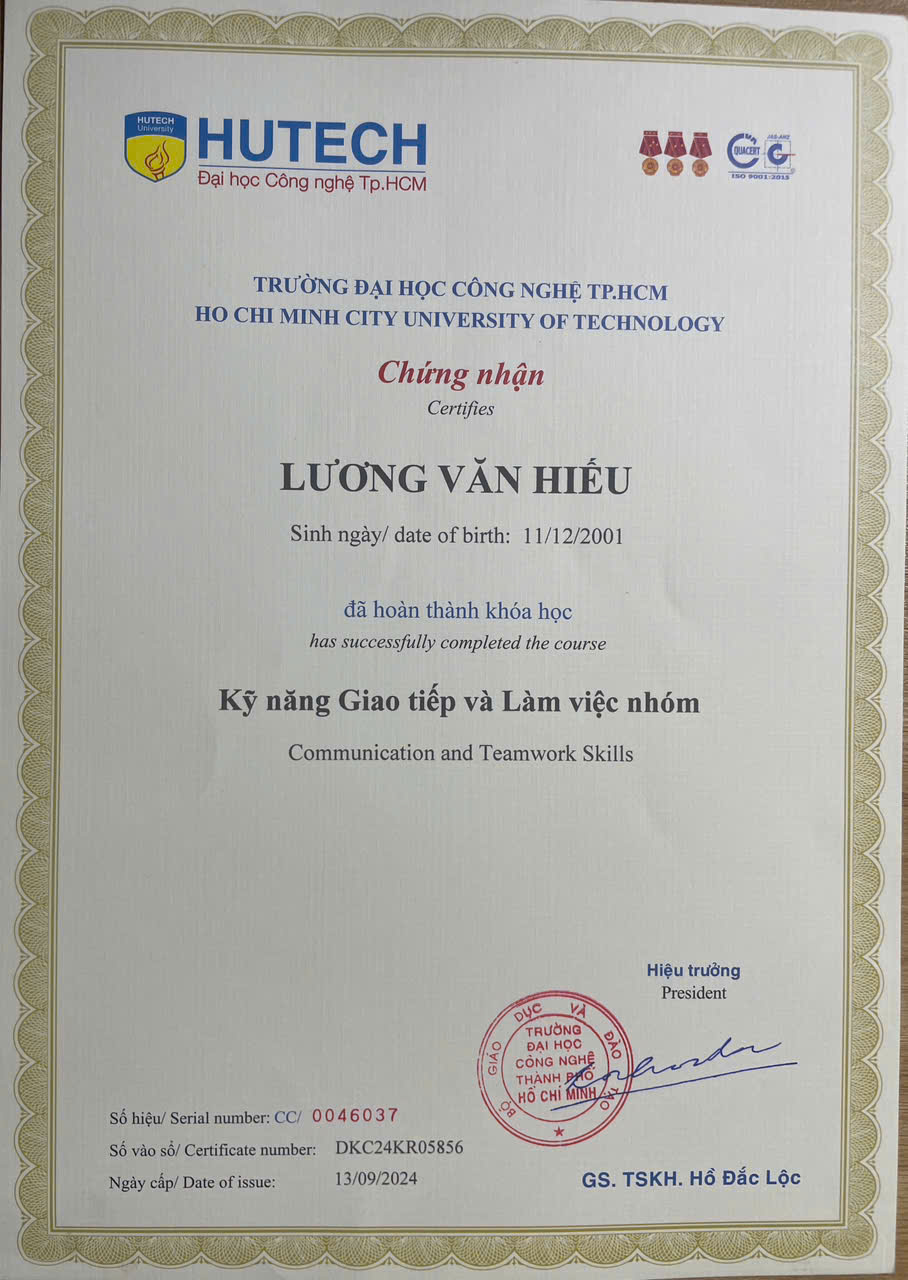 HUTECH
University
HUTECH
Đại học Công nghệ Tp.HCM
QUACERT
JAS-ANZ
ISO 9001:2015
TRƯỜNG ĐẠI HỌC CÔNG NGHỆ TP.HCM
HO CHI MINH CITY UNIVERSITY OF TECHNOLOGY
Chứng nhận
Certifies
LƯƠNG VĂN HIẾU
Sinh ngày/ date of birth: 11/12/2001
đã hoàn thành khóa học
has successfully completed the course
Kỹ năng Giao tiếp và Làm việc nhóm
Communication and Teamwork Skills
Hiệu trưởng
President
BỘ GIÁO DỤC VÀ ĐÀO TẠO
TRƯỜNG
ĐẠI HỌC
CÔNG NGHỆ
THÀNH PHỐ
HỒ CHÍ MINH
Số hiệu/ Serial number: CC/ 0046037
Số vào sổ/ Certificate number: DKC24KR05856
Ngày cấp/ Date of issue: 13/09/2024
GS. TSKH. Hồ Đắc Lộc